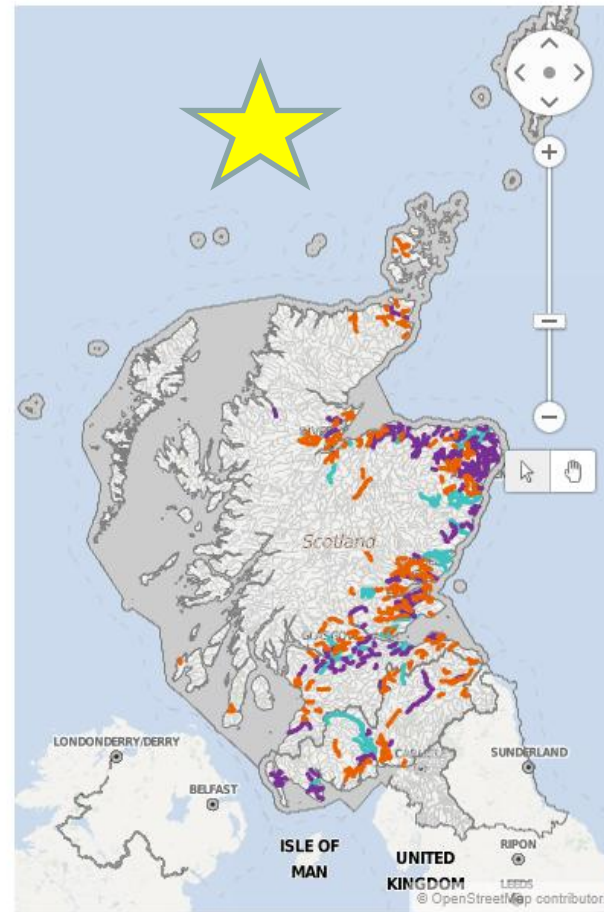 Scotland
LONDONDERRY/DERRY
BELFAST
SUNDERLAND
ISLE OF
MAN
UNITED
KINGDOM
RIPON
LEEDS
© OpenStreetMap contributor